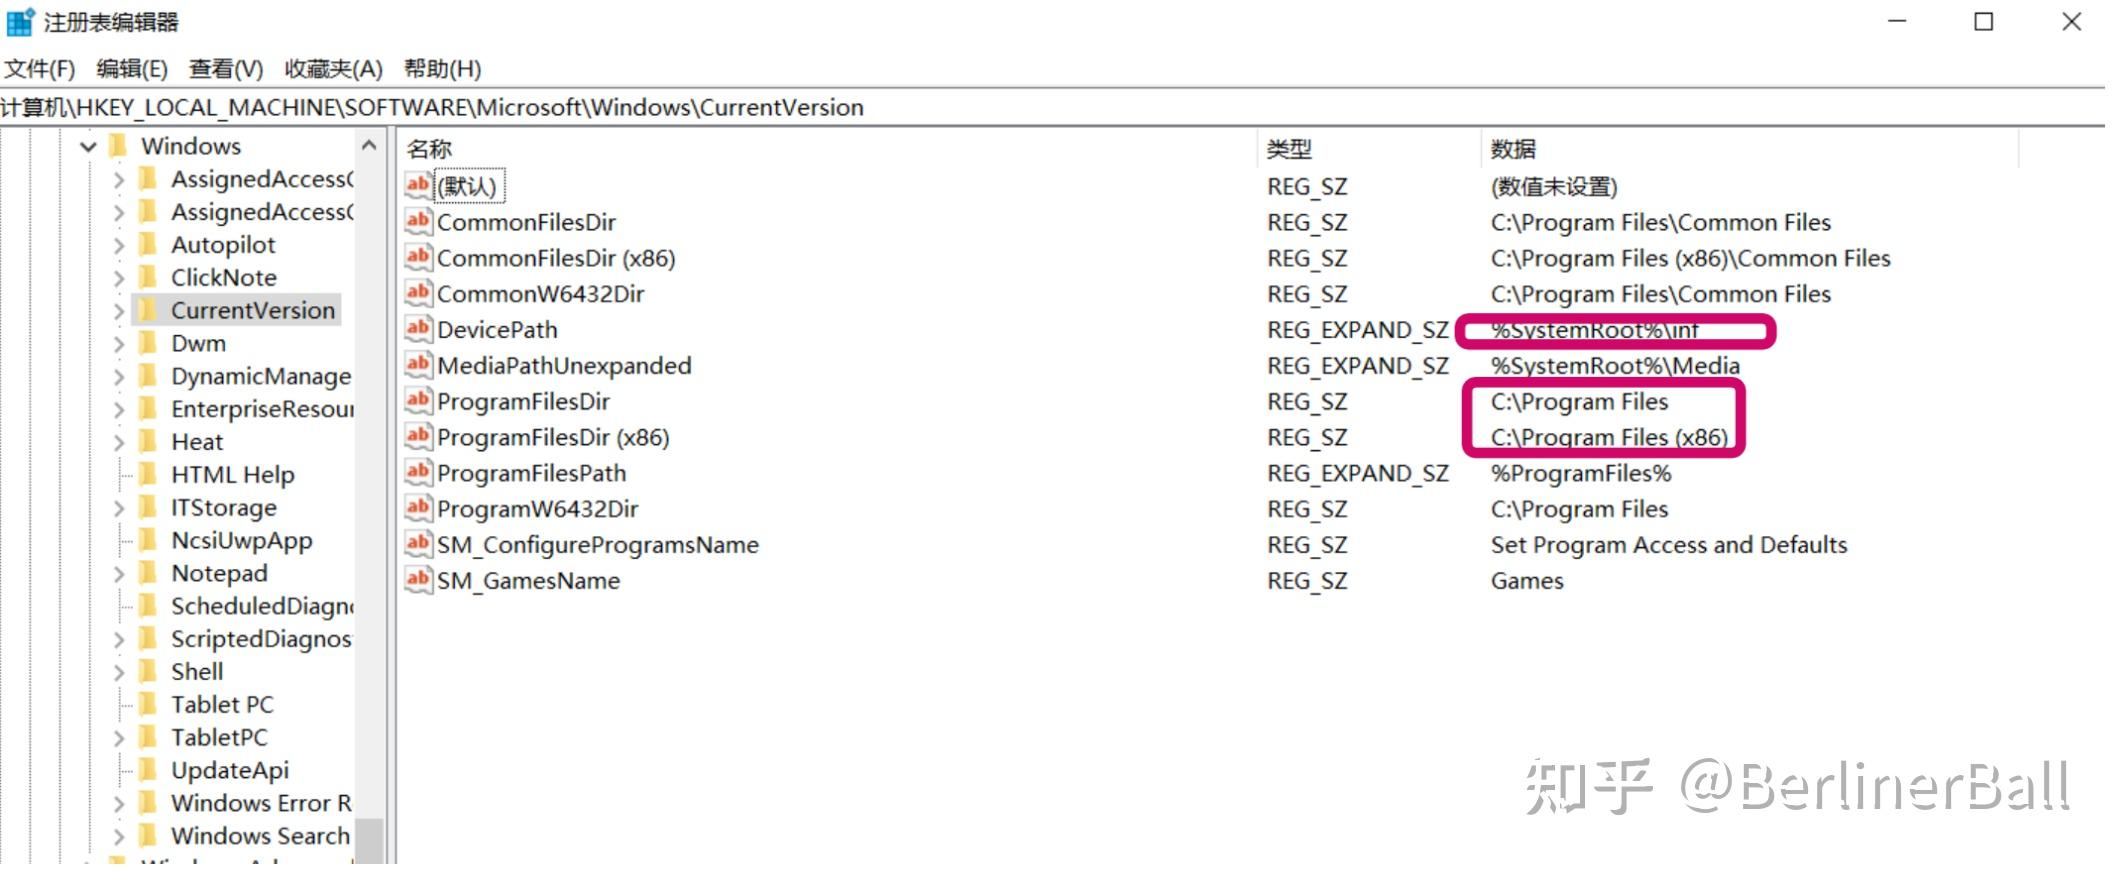 注册表编辑器
文件(F) 编辑(E) 查看(V) 收藏夹(A) 帮助(H)
计算机\HKEY_LOCAL_MACHINE\SOFTWARE\Microsoft\Windows\CurrentVersion
Windows
AssignedAccessC
AssignedAccessC
Autopilot
ClickNote
CurrentVersion
Dwm
DynamicManage
EnterpriseResour
Heat
HTML Help
ITStorage
NcsiUwpApp
Notepad
ScheduledDiagno
ScriptedDiagnos
Shell
Tablet PC
TabletPC
UpdateApi
Windows Error R
Windows Search
名称 类型 数据
(默认) REG_SZ (数值未设置)
CommonFilesDir REG_SZ C:\Program Files\Common Files
CommonFilesDir (x86) REG_SZ C:\Program Files (x86)\Common Files
CommonW6432Dir REG_SZ C:\Program Files\Common Files
DevicePath REG_EXPAND_SZ %SystemRoot%\inf
MediaPathUnexpanded REG_EXPAND_SZ %SystemRoot%\Media
ProgramFilesDir REG_SZ C:\Program Files
ProgramFilesDir (x86) REG_SZ C:\Program Files (x86)
ProgramFilesPath REG_EXPAND_SZ %ProgramFiles%
ProgramW6432Dir REG_SZ C:\Program Files
SM_ConfigureProgramsName REG_SZ Set Program Access and Defaults
SM_GamesName REG_SZ Games
知乎 @BerlinerBall